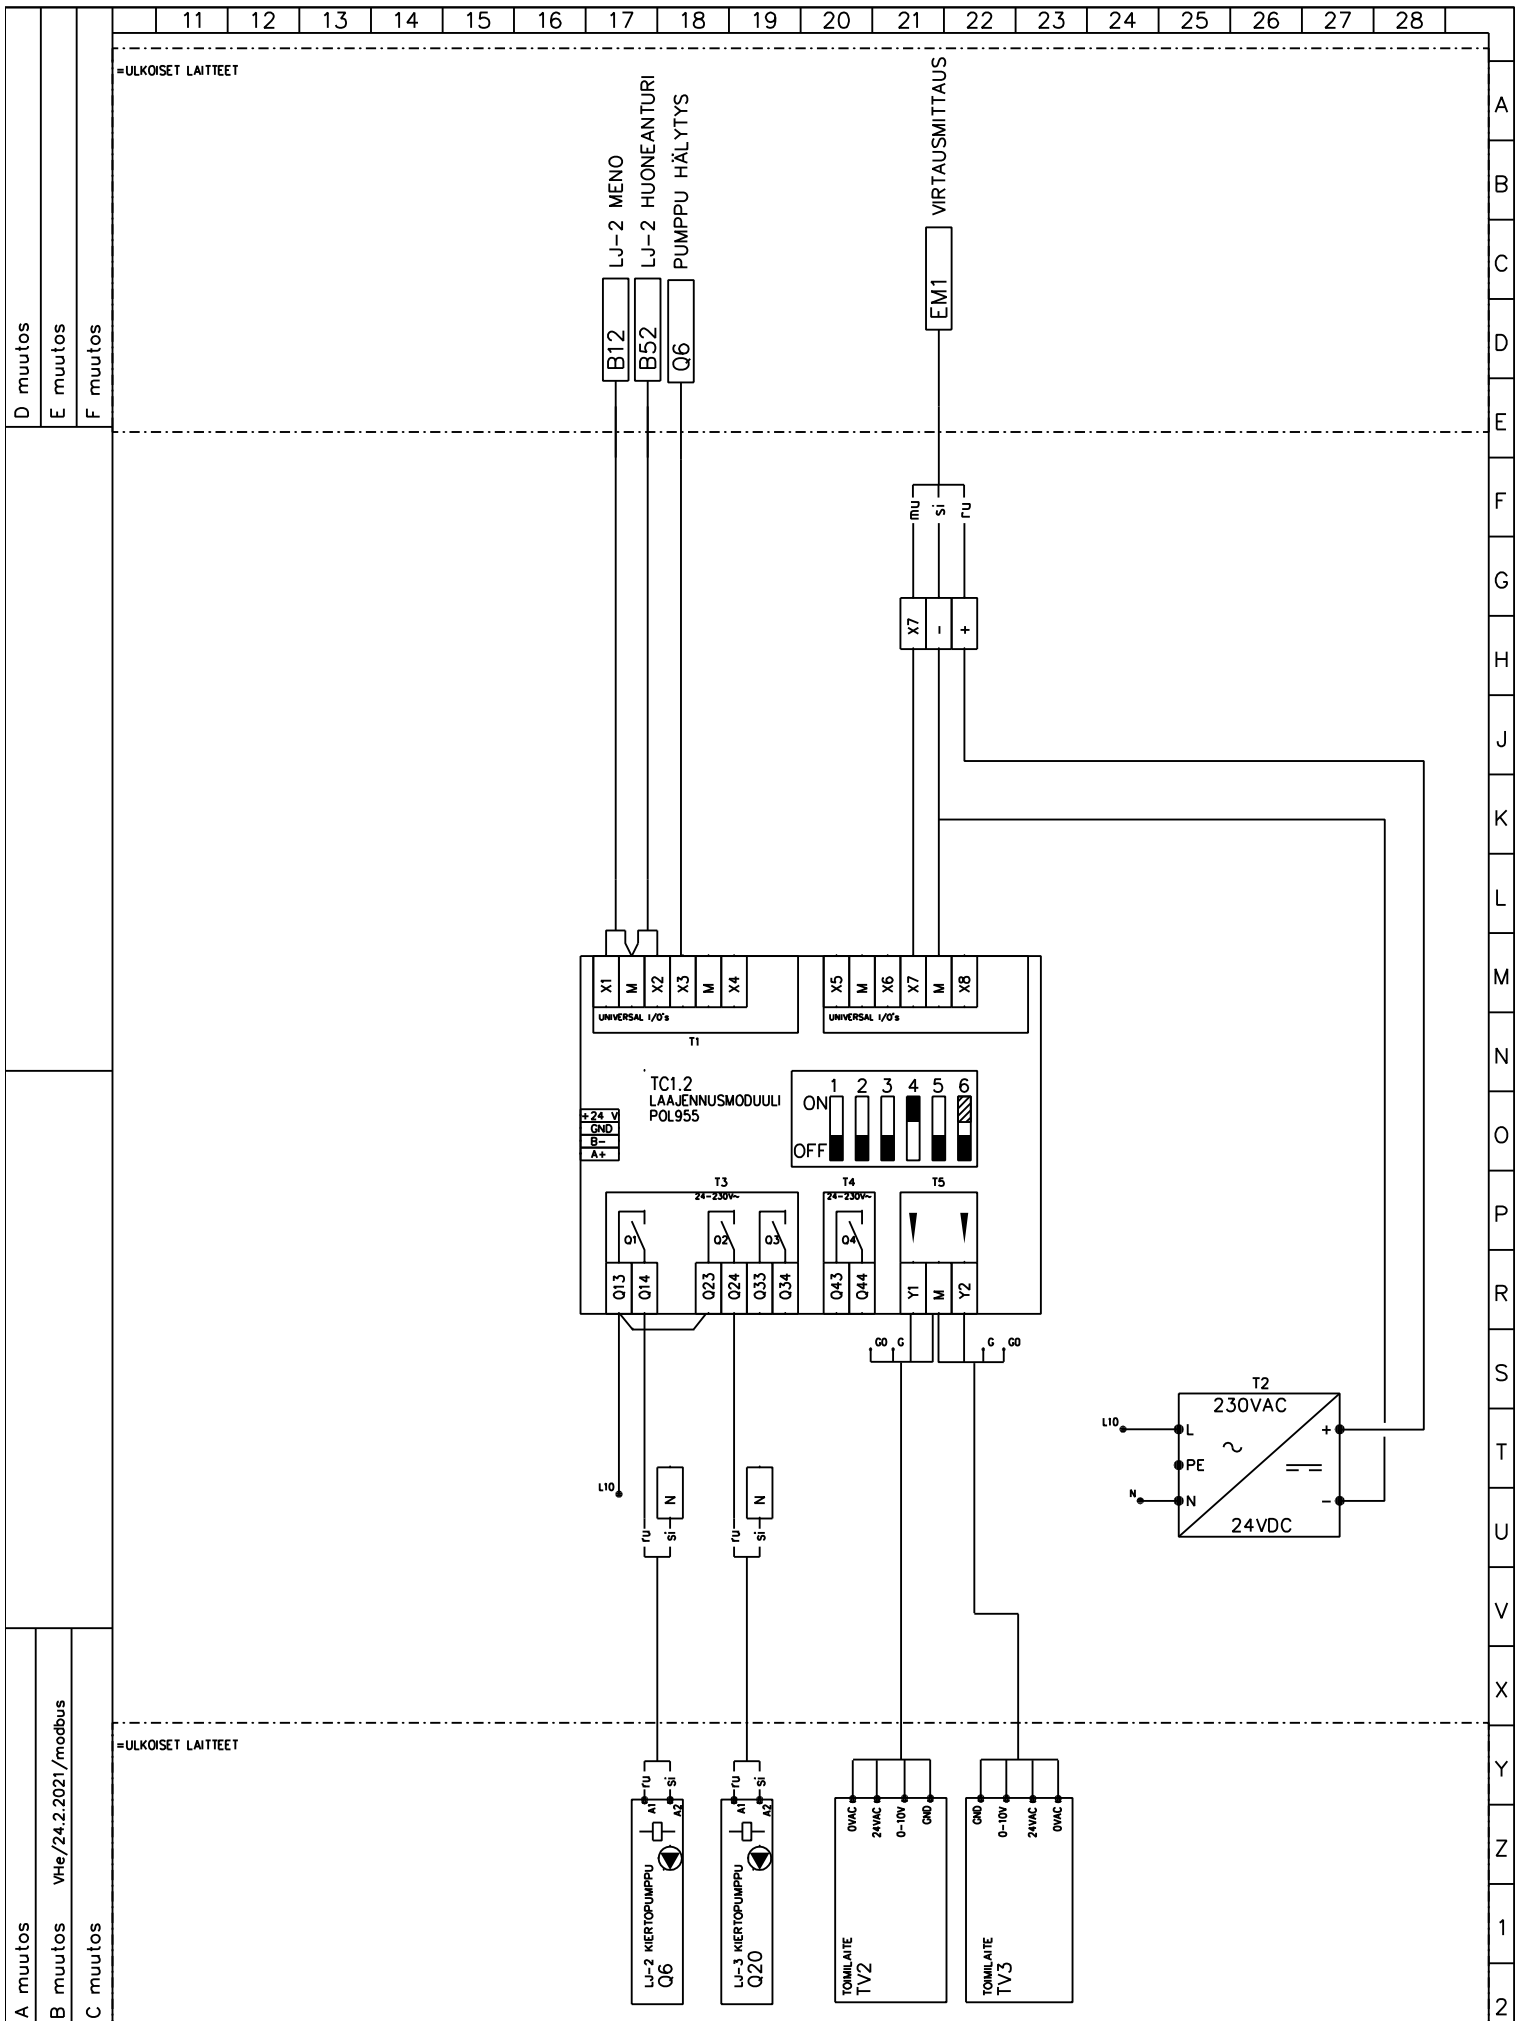 11 12 13 14 15 16 17 18 19 20 21 22 23 24 25 26 27 28
=ULKOISET LAITTEET
A
B
C
D
E
F
G
H
J
K
L
M
N
O
P
R
S
T
U
V
X
Y
Z
1
2
D muutos
E muutos
F muutos
LJ-2 MENO
LJ-2 HUONEANTURI
PUMPPU HÄLYTYS
VIRTAUSMITTAUS
B12
B52
Q6
EM1
mu
si
ru
X7
-
+
X1 M X2 X3 M X4
UNIVERSAL I/O's
T1
X5 M X6 X7 M X8
UNIVERSAL I/O's
TC1.2
LAAJENNUSMODUULI
POL955
+24 V
GND
B-
A+
1 2 3 4 5 6
ON
OFF
T3
24-230V~
T4
24-230V~
T5
Q1 Q2 Q3 Q4
Q13 Q14 Q23 Q24 Q33 Q34 Q43 Q44 Y1 M Y2
G0 G G G0
T2
230VAC
L10
L
PE
N
N
+
-
24VDC
L10
N
N
ru
si
ru
si
A muutos
B muutos VHe/24.2.2021/modbus
C muutos
=ULKOISET LAITTEET
ru
si
A1
A2
LJ-2 KIERTOPUMPPU
Q6
ru
si
A1
A2
LJ-3 KIERTOPUMPPU
Q20
0VAC
24VAC
0-10V
GND
TOIMILAITE
TV2
GND
0-10V
24VAC
0VAC
TOIMILAITE
TV3